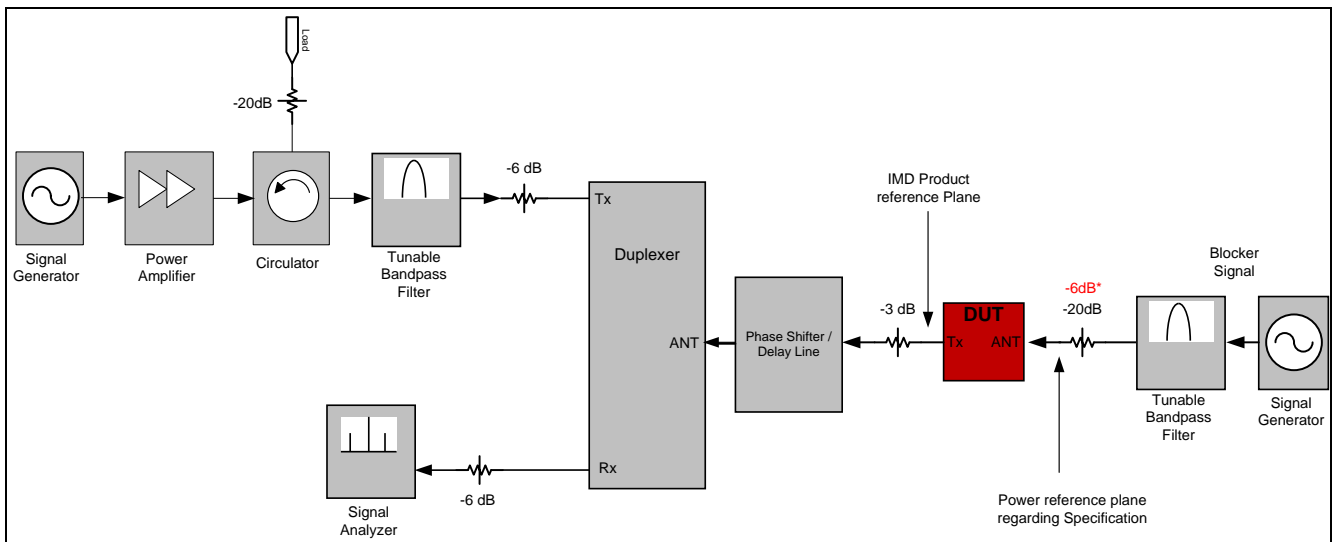 Load
-20dB
Signal
Generator
Power
Amplifier
Circulator
Tunable
Bandpass
Filter
-6 dB
Tx
Duplexer
ANT
Rx
-6 dB
Signal
Analyzer
Phase Shifter /
Delay Line
-3 dB
IMD Product
reference Plane
DUT
Tx
ANT
-6dB*
-20dB
Power reference plane
regarding Specification
Blocker
Signal
Tunable
Bandpass
Filter
Signal
Generator